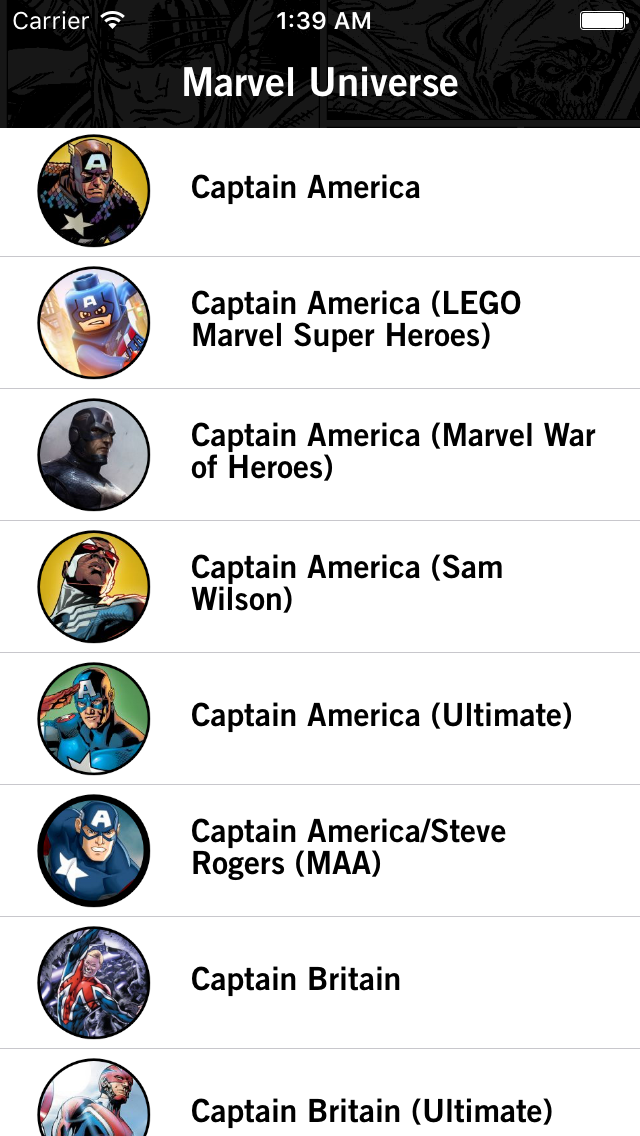 Carrier 1:39 AM
Marvel Universe
Captain America
Captain America (LEGO
Marvel Super Heroes)
Captain America (Marvel War
of Heroes)
Captain America (Sam
Wilson)
Captain America (Ultimate)
Captain America/Steve
Rogers (MAA)
Captain Britain
Captain Britain (Ultimate)